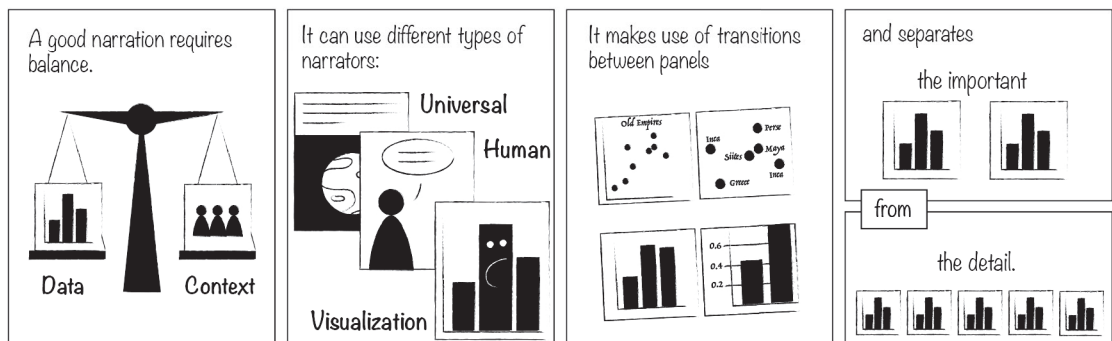 A good narration requires
balance.
Data
Context
It can use different types of
narrators:
Universal
Human
Visualization
It makes use of transitions
between panels
Old Empires
Inca
Perse
Siites
Maya
Inca
Greeet
0.6
0.4
0.2
and separates
the important
from
the detail.